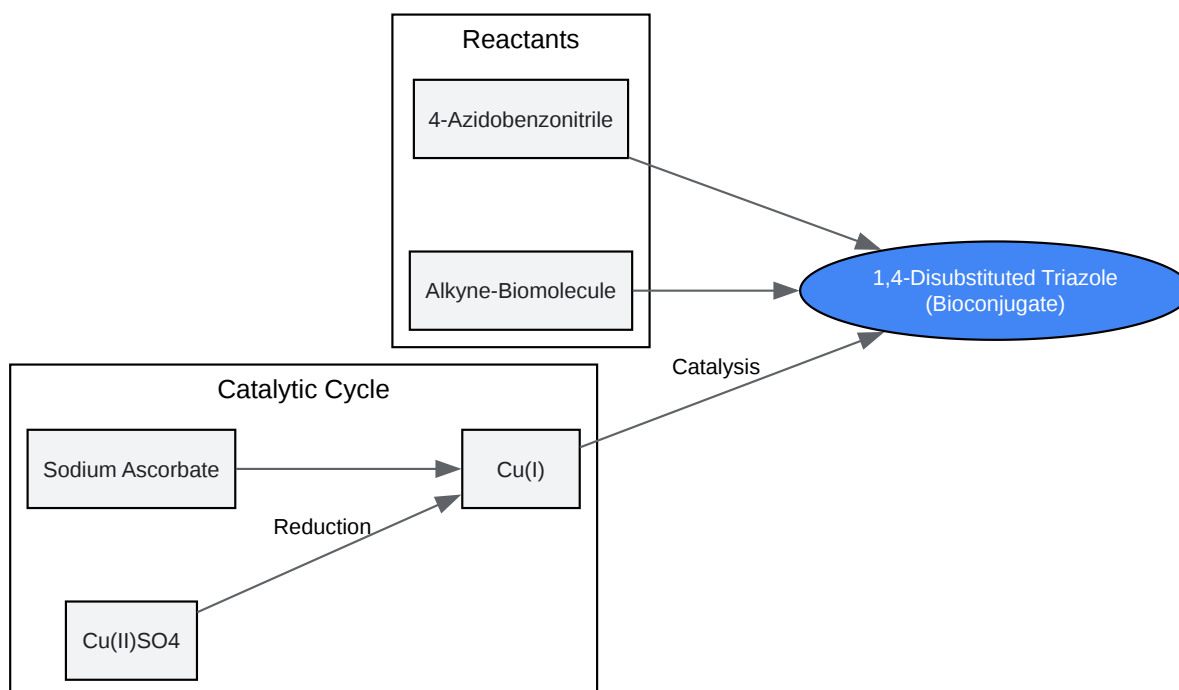 Reactants
4-Azidobenzonitrile
Alkyne-Biomolecule
1,4-Disubstituted Triazole
(Bioconjugate)
Catalysis
Catalytic Cycle
Sodium Ascorbate
Cu(I)
Reduction
Cu(II)SO4